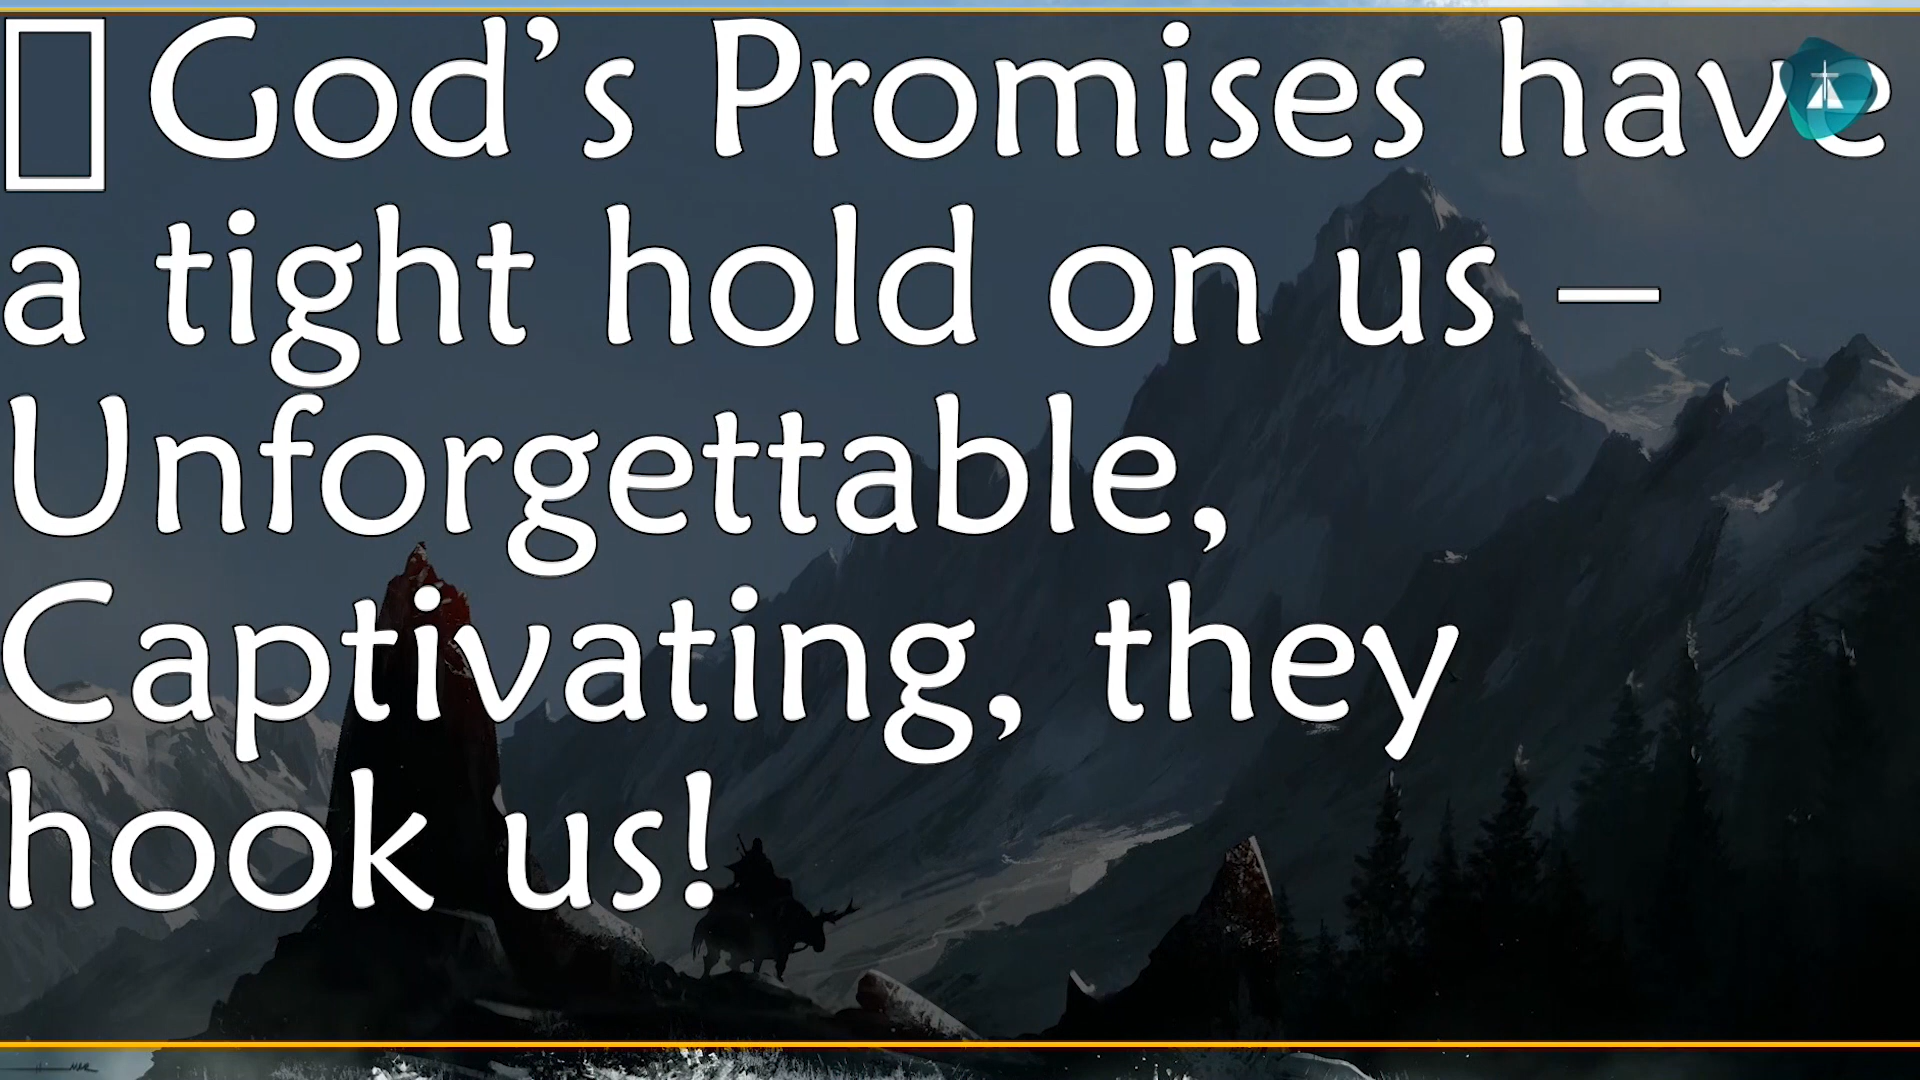 God’s Promises have
a tight hold on us –
Unforgettable,
Captivating, they
hook us!